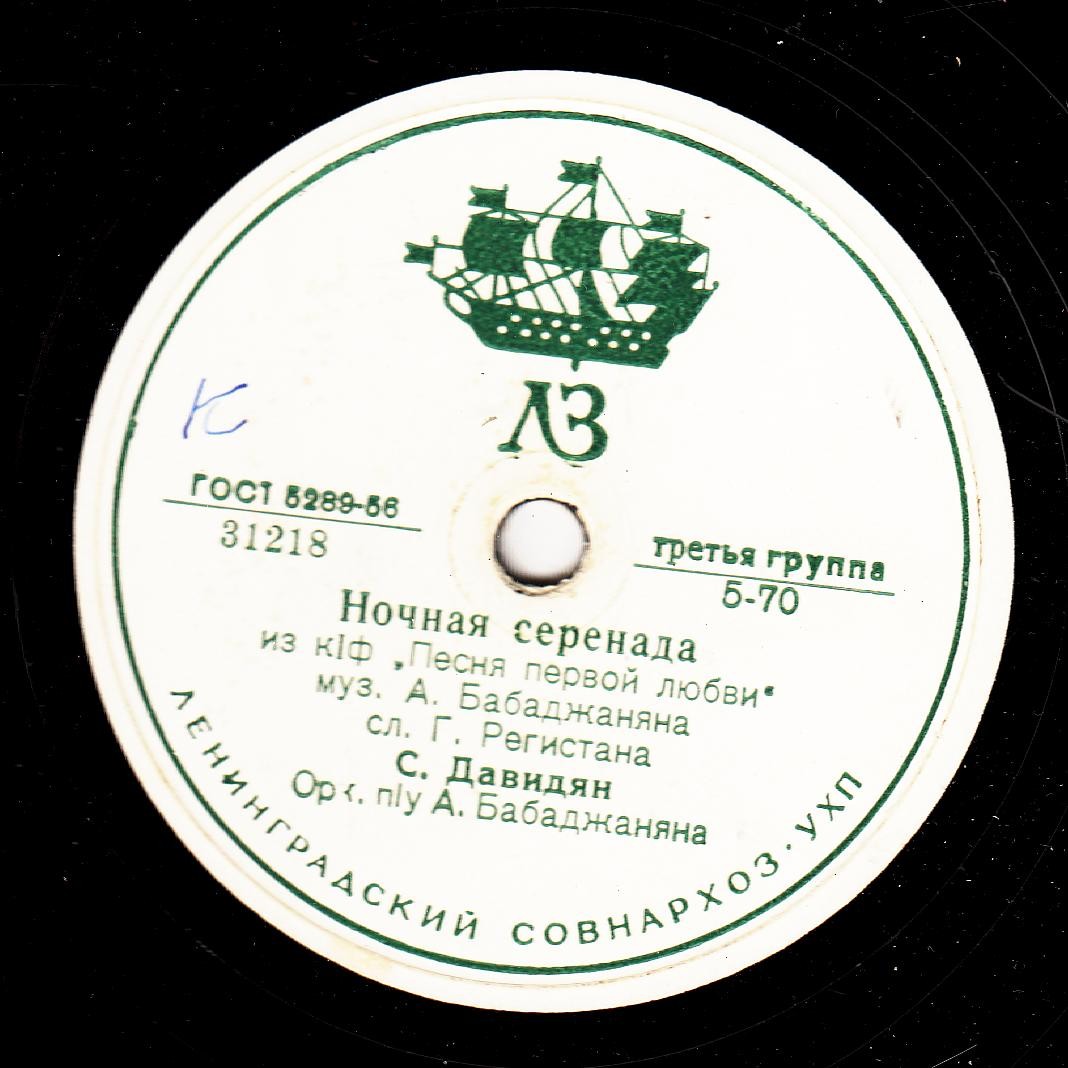 ЛЗ
К
ГОСТ 5289-56
31218
третья группа
5-70
Ночная серенада
из к/ф „Песня первой любви"
муз. А. Бабаджаняна
сл. Г. Регистана
С. Давидян
Орк. п/у А. Бабаджаняна
ЛЕНИНГРАДСКИЙ СОВНАРХОЗ · УХП